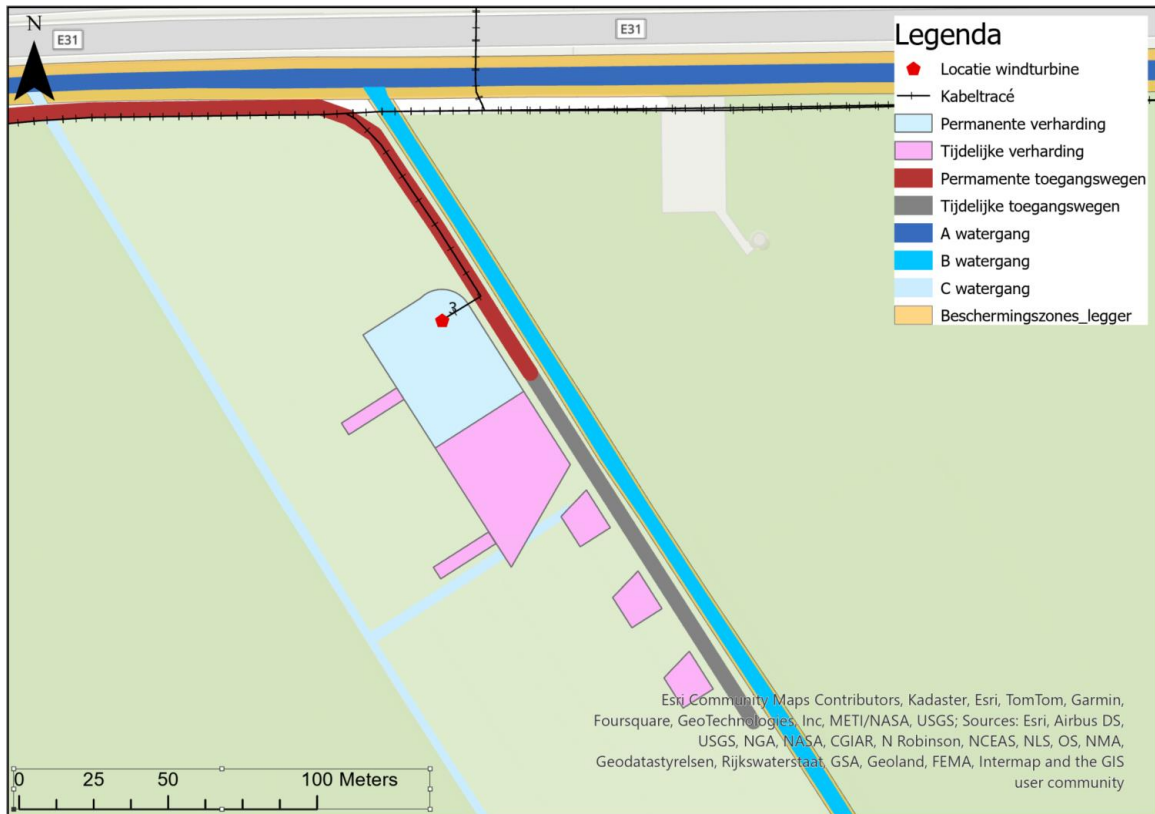 N
E31
E31
Legenda
Locatie windturbine
Kabeltracé
Permanente verharding
Tijdelijke verharding
Permamente toegangswegen
Tijdelijke toegangswegen
A watergang
B watergang
C watergang
Beschermingszones_legger
3
Esri Community Maps Contributors, Kadaster, Esri, TomTom, Garmin,
Foursquare, GeoTechnologies, Inc, METI/NASA, USGS; Sources: Esri, Airbus DS,
USGS, NGA, NASA, CGIAR, N Robinson, NCEAS, NLS, OS, NMA,
Geodatastyrelsen, Rijkswaterstaat, GSA, Geoland, FEMA, Intermap and the GIS
user community
0 25 50 100 Meters